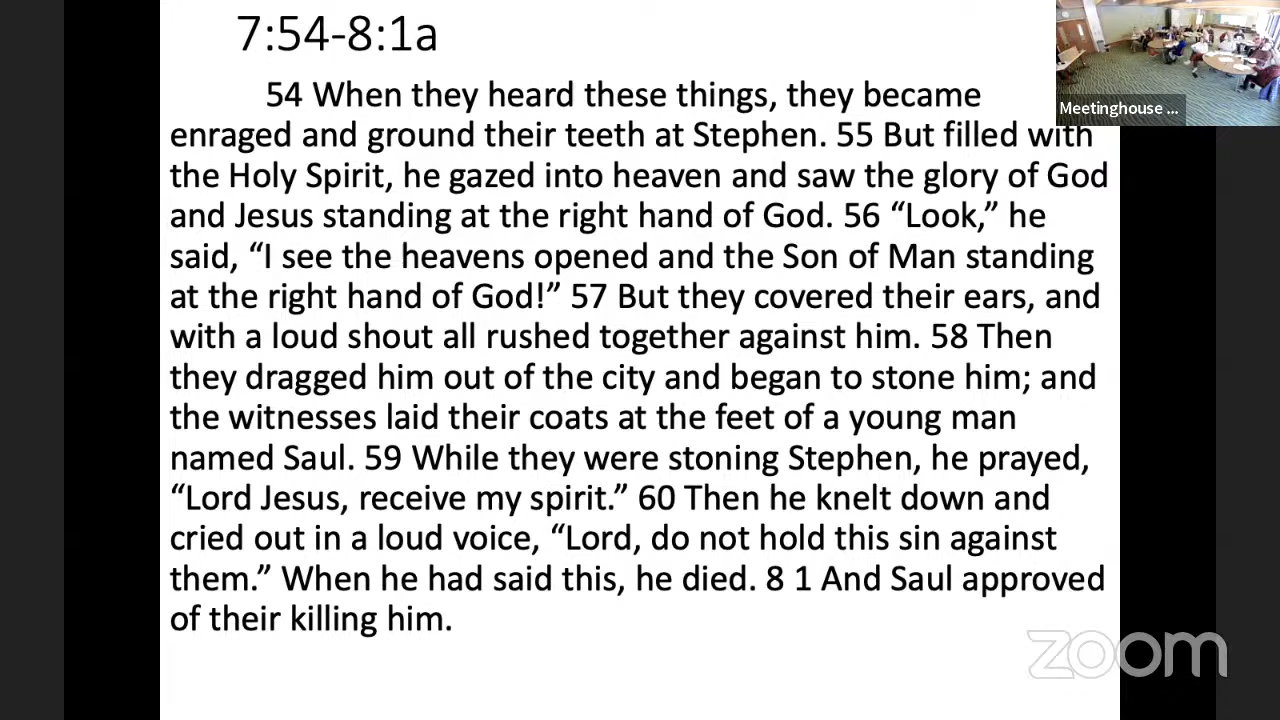 7:54-8:1a
54 When they heard these things, they became
enraged and ground their teeth at Stephen. 55 But filled with
the Holy Spirit, he gazed into heaven and saw the glory of God
and Jesus standing at the right hand of God. 56 “Look,” he
said, “I see the heavens opened and the Son of Man standing
at the right hand of God!” 57 But they covered their ears, and
with a loud shout all rushed together against him. 58 Then
they dragged him out of the city and began to stone him; and
the witnesses laid their coats at the feet of a young man
named Saul. 59 While they were stoning Stephen, he prayed,
“Lord Jesus, receive my spirit.” 60 Then he knelt down and
cried out in a loud voice, “Lord, do not hold this sin against
them.” When he had said this, he died. 8 1 And Saul approved
of their killing him.
Meetinghouse ...
zoom